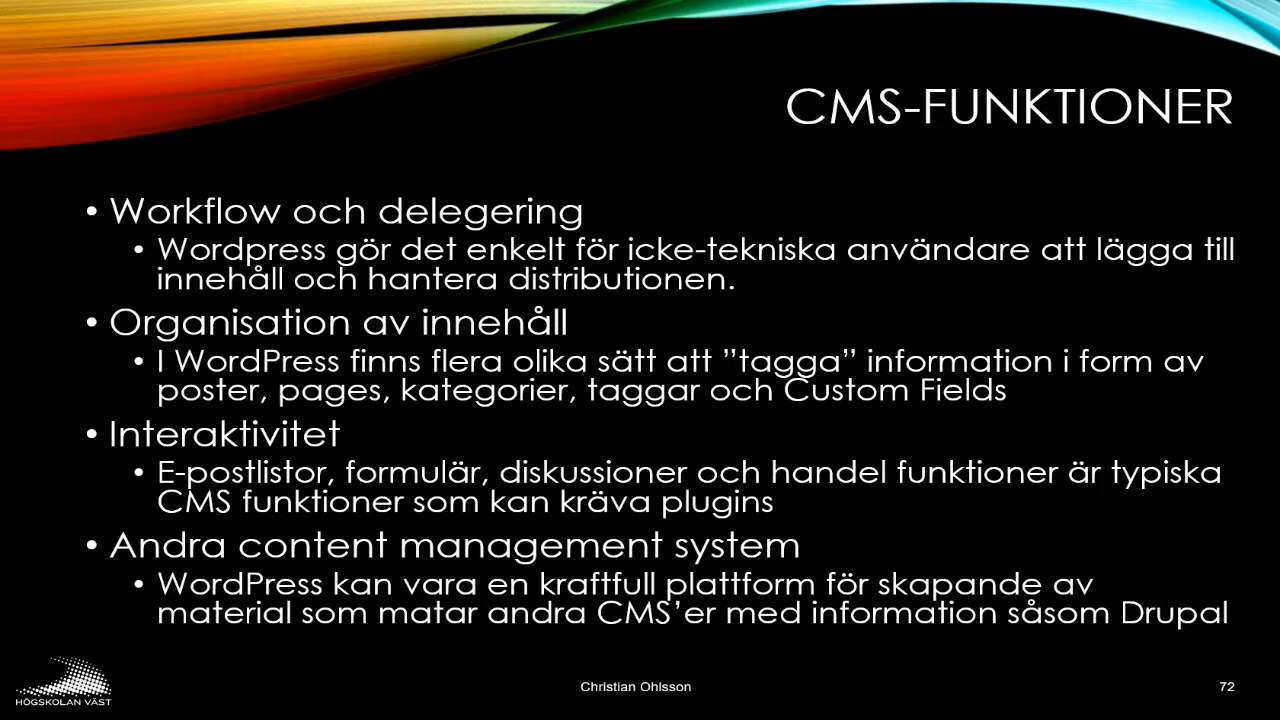 CMS-FUNKTIONER
• Workflow och delegering
• Wordpress gör det enkelt för icke-tekniska användare att lägga till
innehåll och hantera distributionen.
• Organisation av innehåll
• I WordPress finns flera olika sätt att ”tagga” information i form av
poster, pages, kategorier, taggar och Custom Fields
• Interaktivitet
• E-postlistor, formulär, diskussioner och handel funktioner är typiska
CMS funktioner som kan kräva plugins
• Andra content management system
• WordPress kan vara en kraftfull plattform för skapande av
material som matar andra CMS’er med information såsom Drupal
HÖGSKOLAN VÄST
Christian Ohlsson
72